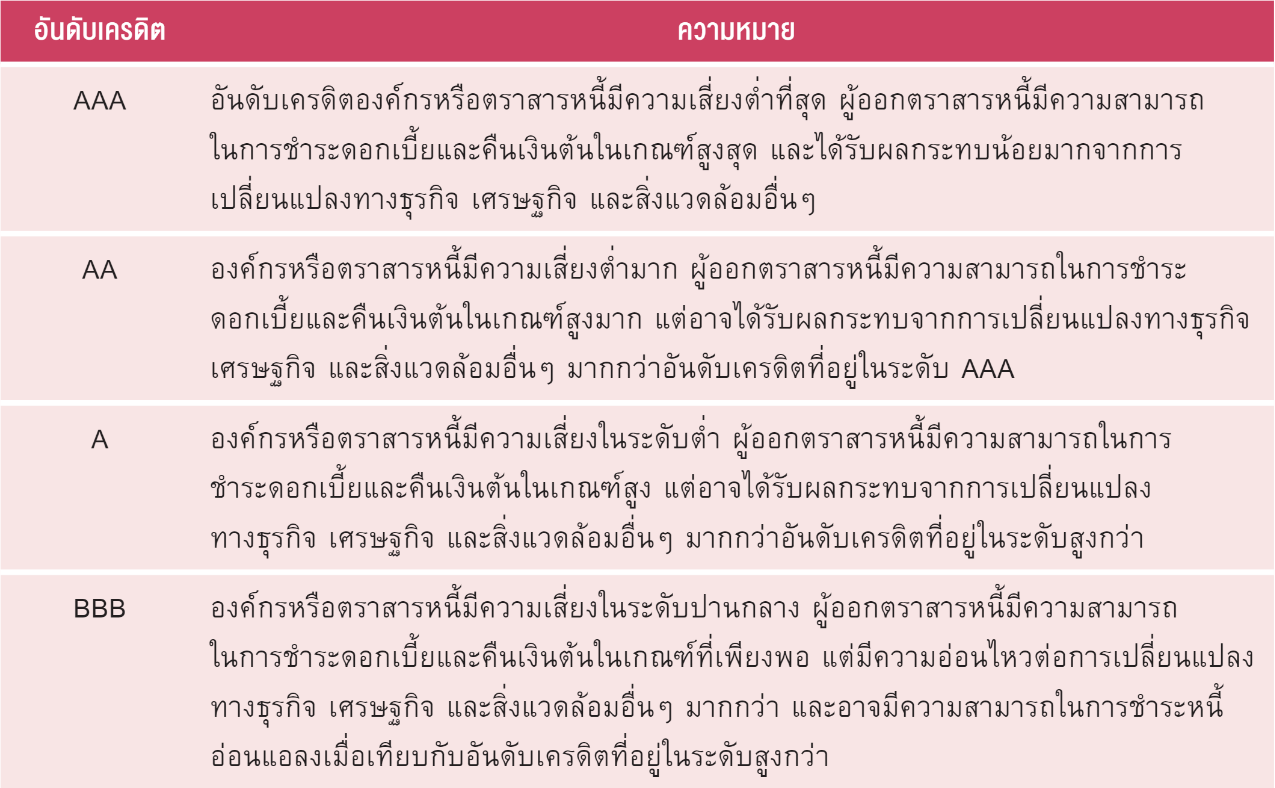 อันดับเครดิต ความหมาย
AAA อันดับเครดิตองค์กรหรือตราสารหนี้มีความเสี่ยงต่ำที่สุด ผู้ออกตราสารหนี้มีความสามารถ
ในการชำระดอกเบี้ยและคืนเงินต้นในเกณฑ์สูงสุด และได้รับผลกระทบน้อยมากจากการ
เปลี่ยนแปลงทางธุรกิจ เศรษฐกิจ และสิ่งแวดล้อมอื่นๆ
AA องค์กรหรือตราสารหนี้มีความเสี่ยงต่ำมาก ผู้ออกตราสารหนี้มีความสามารถในการชำระ
ดอกเบี้ยและคืนเงินต้นในเกณฑ์สูงมาก แต่อาจได้รับผลกระทบจากการเปลี่ยนแปลงทางธุรกิจ
เศรษฐกิจ และสิ่งแวดล้อมอื่นๆ มากกว่าอันดับเครดิตที่อยู่ในระดับ AAA
A องค์กรหรือตราสารหนี้มีความเสี่ยงในระดับต่ำ ผู้ออกตราสารหนี้มีความสามารถในการ
ชำระดอกเบี้ยและคืนเงินต้นในเกณฑ์สูง แต่อาจได้รับผลกระทบจากการเปลี่ยนแปลง
ทางธุรกิจ เศรษฐกิจ และสิ่งแวดล้อมอื่นๆ มากกว่าอันดับเครดิตที่อยู่ในระดับสูงกว่า
BBB องค์กรหรือตราสารหนี้มีความเสี่ยงในระดับปานกลาง ผู้ออกตราสารหนี้มีความสามารถ
ในการชำระดอกเบี้ยและคืนเงินต้นในเกณฑ์ที่เพียงพอ แต่มีความอ่อนไหวต่อการเปลี่ยนแปลง
ทางธุรกิจ เศรษฐกิจ และสิ่งแวดล้อมอื่นๆ มากกว่า และอาจมีความสามารถในการชำระหนี้
อ่อนแอลงเมื่อเทียบกับอันดับเครดิตที่อยู่ในระดับสูงกว่า